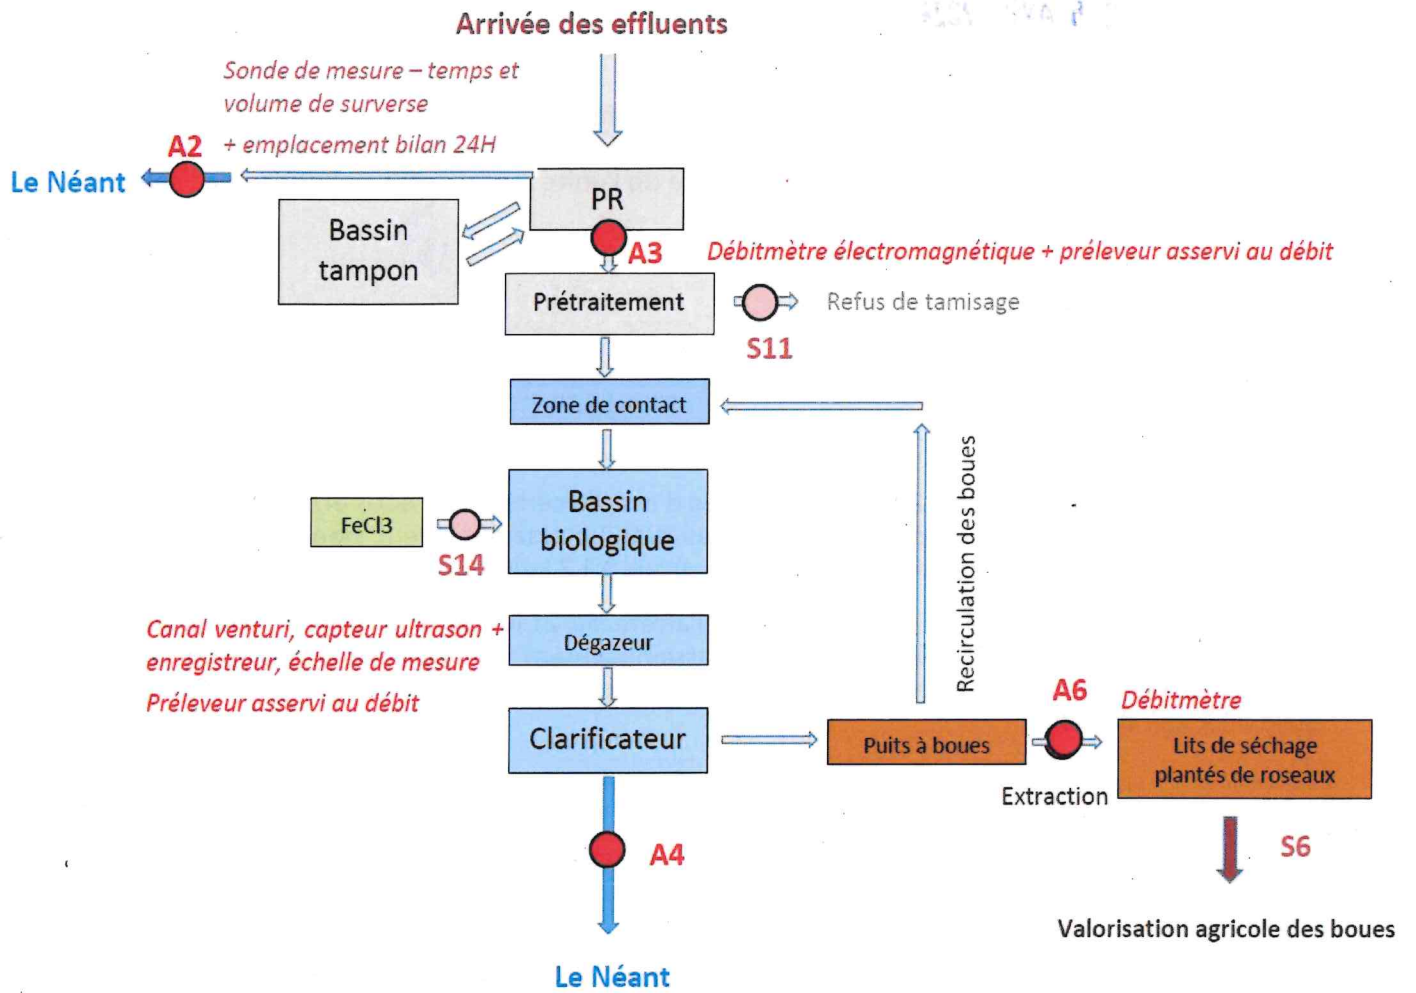 Arrivée des effluents
Sonde de mesure – temps et
volume de surverse
+ emplacement bilan 24H
A2
Le Néant
PR
Bassin
tampon
A3
Débitmètre électromagnétique + préleveur asservi au débit
Prétraitement
Refus de tamisage
S11
Zone de contact
Recirculation des boues
Bassin
biologique
FeCl3
S14
Canal venturi, capteur ultrason +
enregistreur, échelle de mesure
Préleveur asservi au débit
Dégazeur
Clarificateur
Puits à boues
A6
Débitmètre
Extraction
Lits de séchage
plantés de roseaux
A4
S6
Valorisation agricole des boues
Le Néant